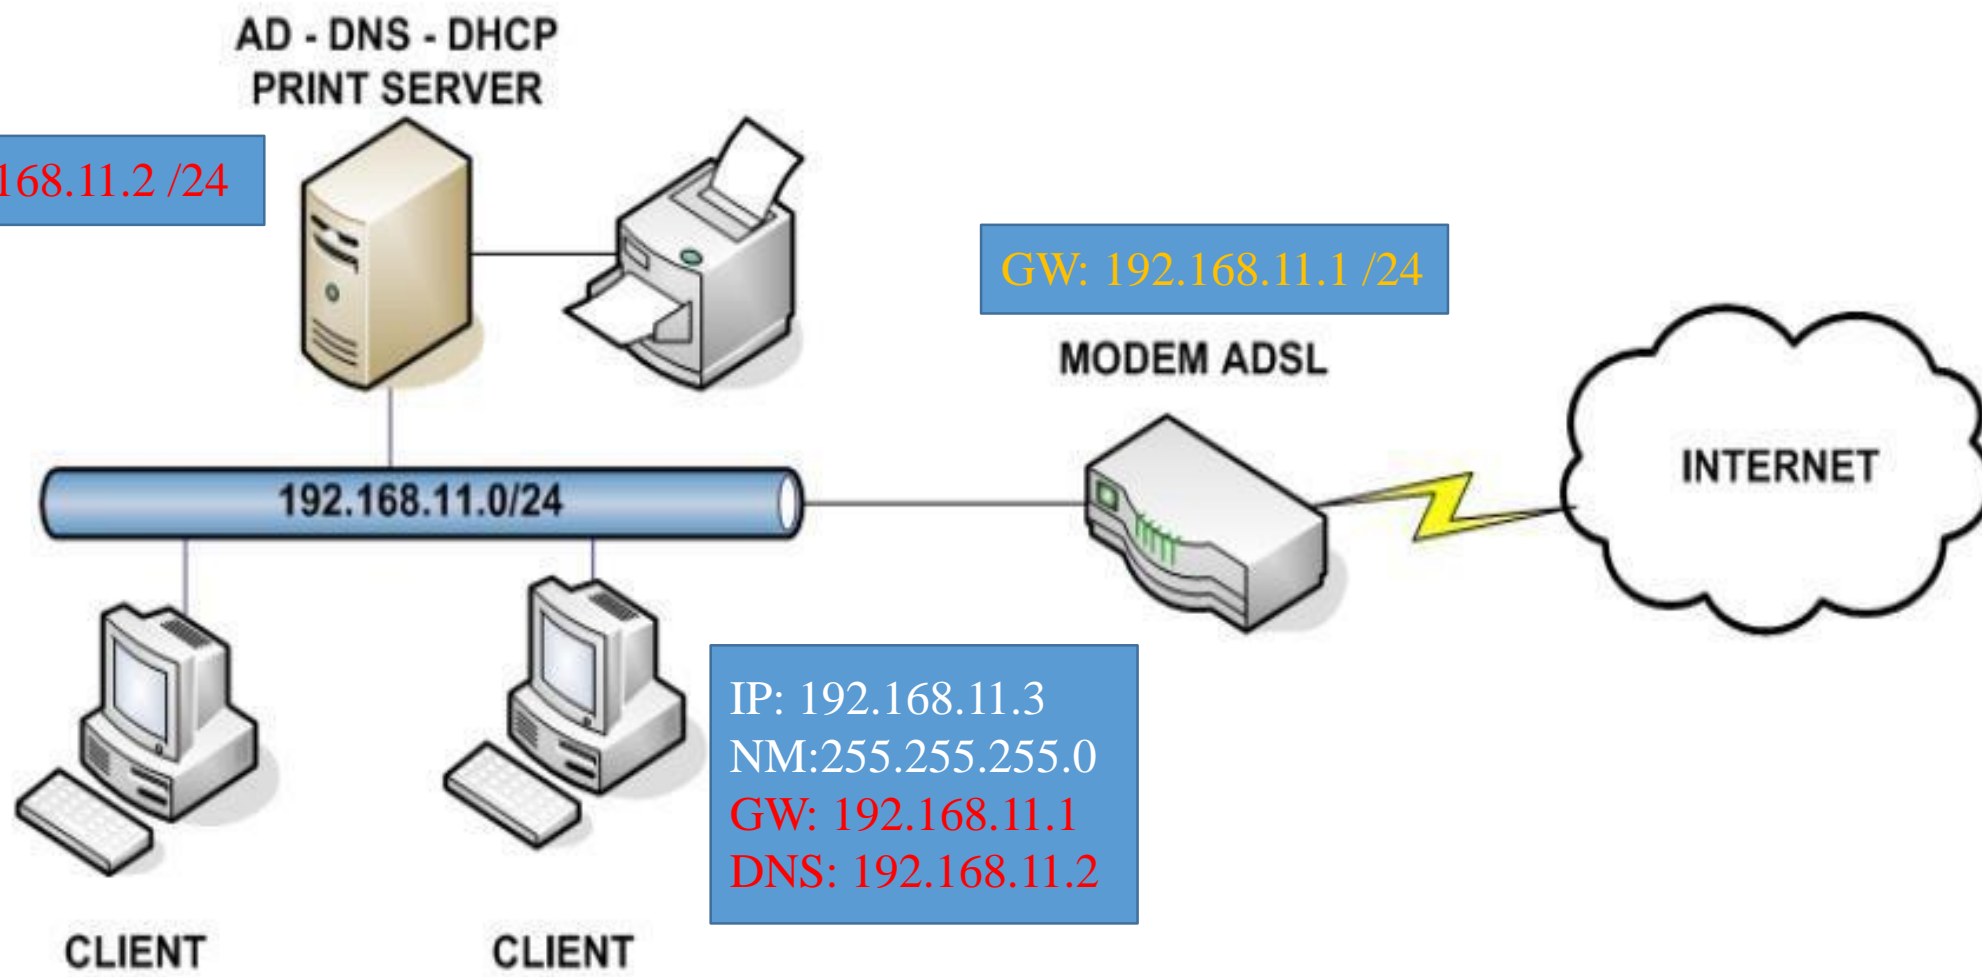 AD - DNS - DHCP
PRINT SERVER
168.11.2 /24
GW: 192.168.11.1 /24
MODEM ADSL
INTERNET
192.168.11.0/24
IP: 192.168.11.3
NM:255.255.255.0
GW: 192.168.11.1
DNS: 192.168.11.2
CLIENT
CLIENT